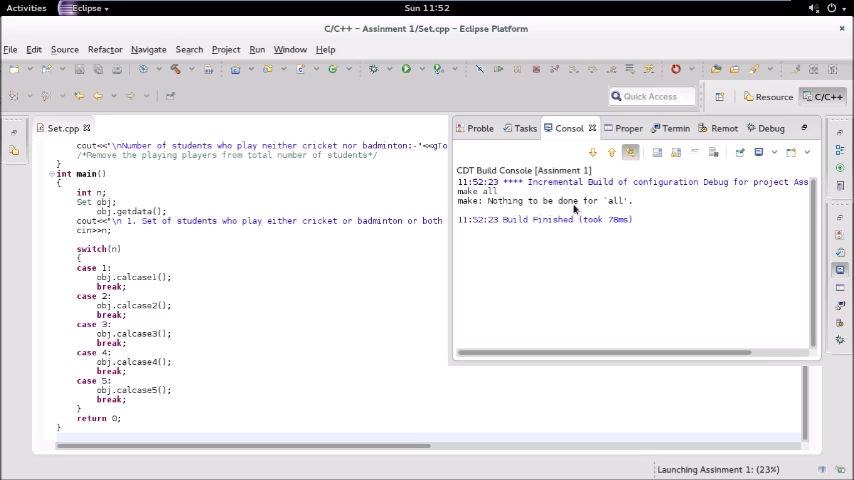 Activities
Eclipse
Sun 11:52
C/C++ - Assinment 1/Set.cpp - Eclipse Platform
File Edit Source Refactor Navigate Search Project Run Window Help
Quick Access
Resource
C/C++
Set.cpp
cout<<"\nNumber of students who play neither cricket nor badminton:-"<<gTo
/*Remove the playing players from total number of students*/
}
int main()
{
int n;
Set obj;
obj.getdata();
cout<<"\n 1. Set of students who play either cricket or badminton or both
cin>>n;
switch(n)
{
case 1:
obj.calcase1();
break;
case 2:
obj.calcase2();
break;
case 3:
obj.calcase3();
break;
case 4:
obj.calcase4();
break;
case 5:
obj.calcase5();
break;
}
return 0;
}
Proble Tasks Consol Proper Termin Remot Debug
CDT Build Console [Assinment 1]
11:52:23 **** Incremental Build of configuration Debug for project Ass
make all
make: Nothing to be done for `all'.
11:52:23 Build Finished (took 78ms)
Launching Assinment 1: (23%)